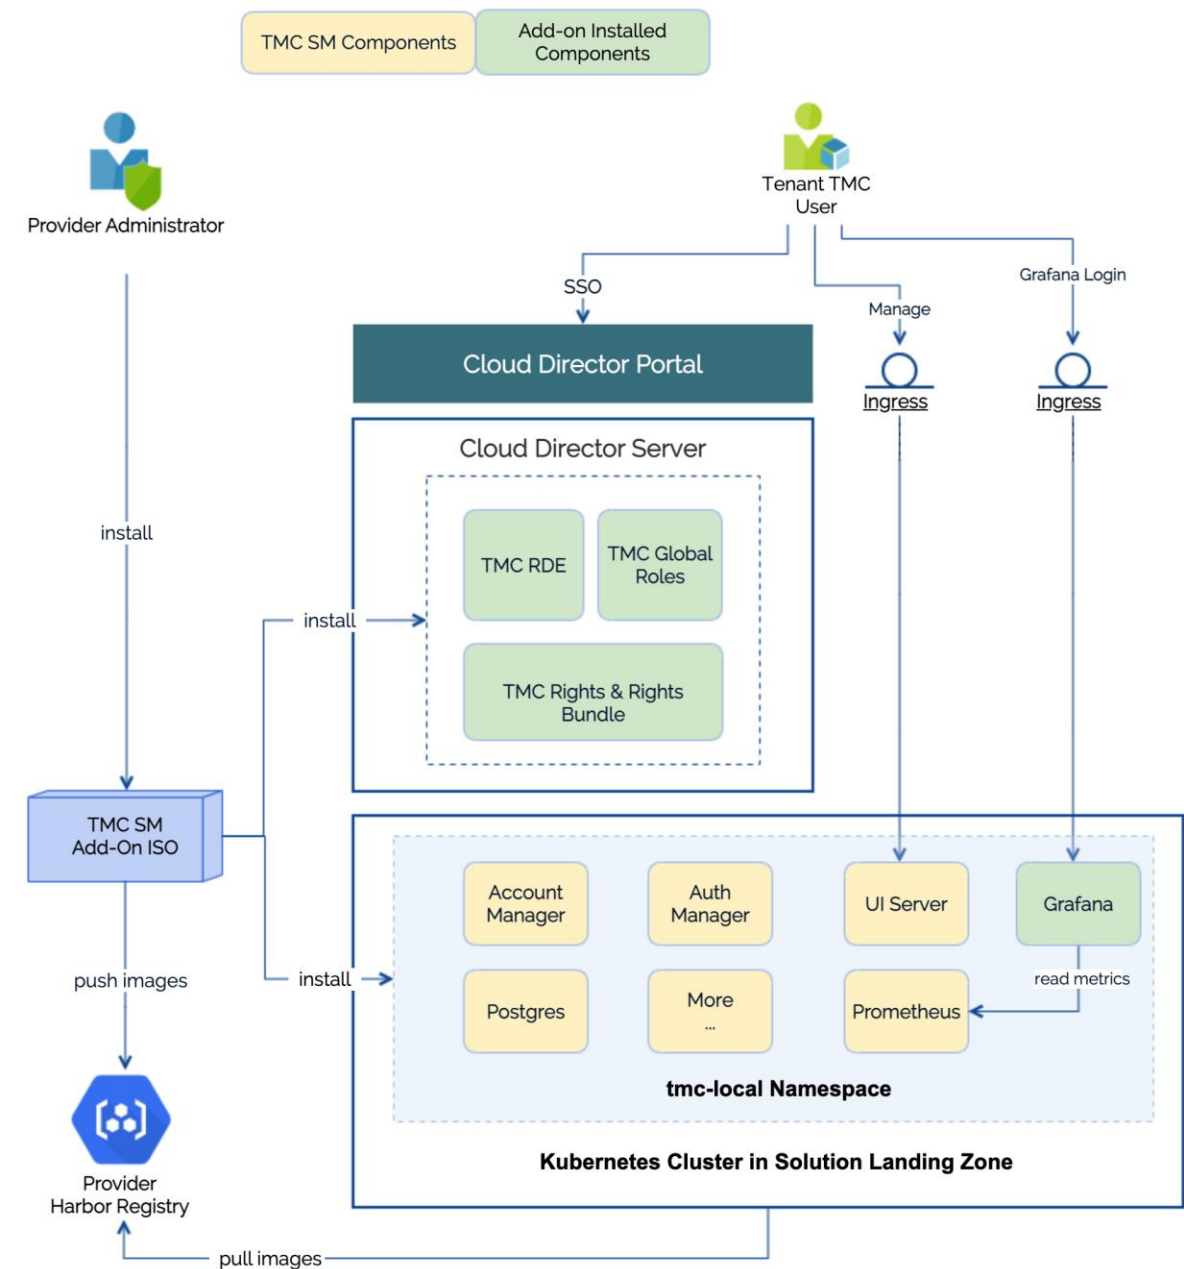 TMC SM Components
Add-on Installed
Components
Provider Administrator
Tenant TMC
User
SSO
Manage
Grafana Login
Cloud Director Portal
Ingress
Ingress
Cloud Director Server
install
TMC RDE
TMC Global
Roles
install
TMC Rights & Rights
Bundle
TMC SM
Add-On ISO
Account
Manager
Auth
Manager
UI Server
Grafana
push images
install
read metrics
Postgres
More
...
Prometheus
tmc-local Namespace
Kubernetes Cluster in Solution Landing Zone
Provider
Harbor Registry
pull images